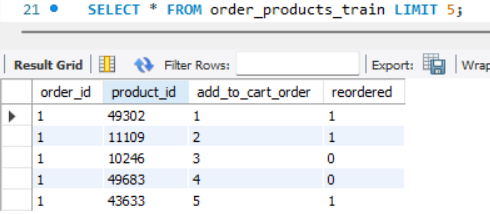 21 SELECT * FROM order_products_train LIMIT 5;
Result Grid Filter Rows: Export: Wrap
order_id product_id add_to_cart_order reordered
1 49302 1 1
1 11109 2 1
1 10246 3 0
1 49683 4 0
1 43633 5 1